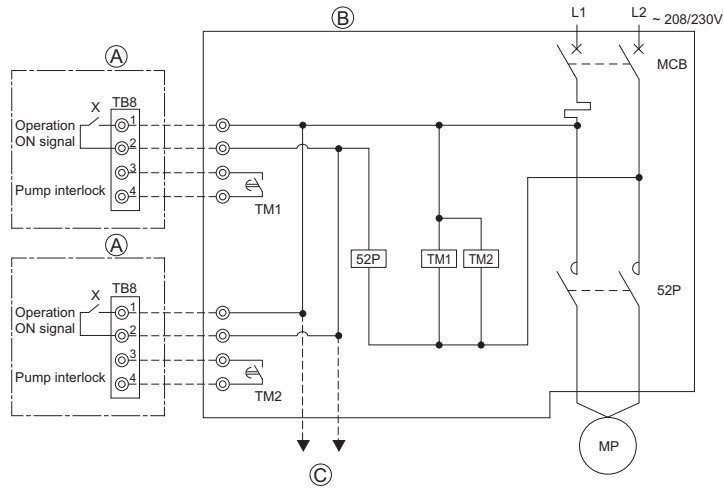 B
L1
L2
~ 208/230V
MCB
A
TB8
X
1
Operation
ON signal
2
3
Pump interlock
4
TM1
52P
TM1
TM2
52P
A
TB8
X
1
Operation
ON signal
2
3
Pump interlock
4
TM2
C
MP